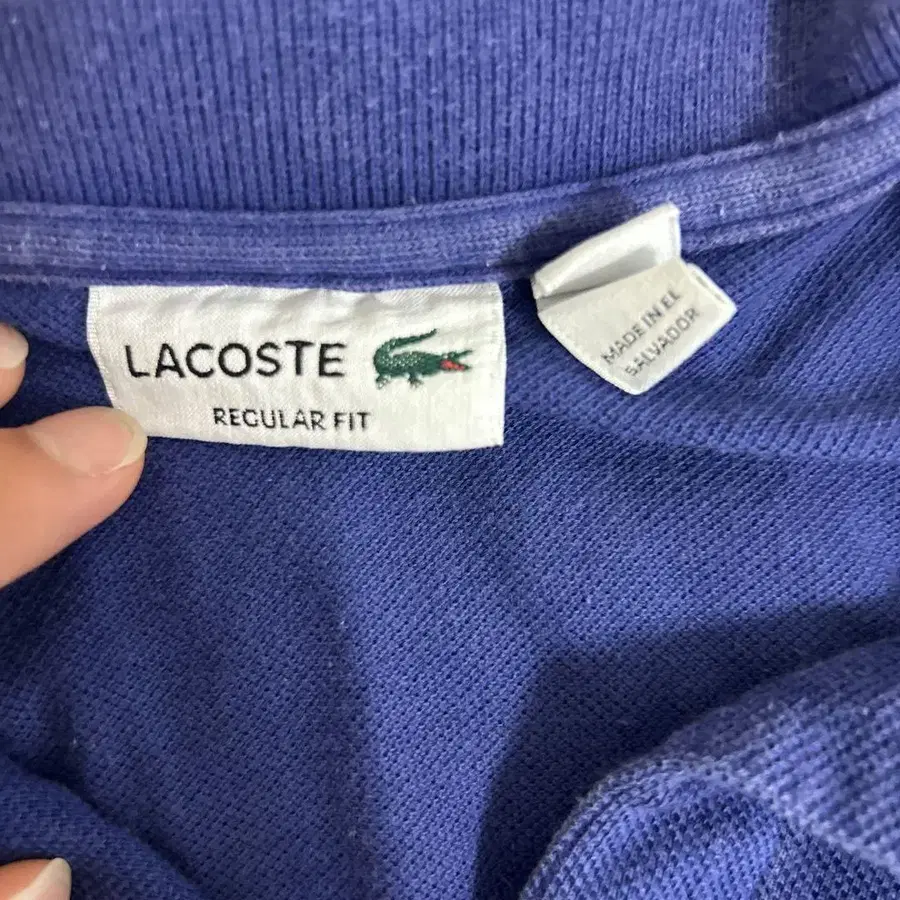 LACOSTE
REGULAR FIT
MADE IN EL
SALVADOR